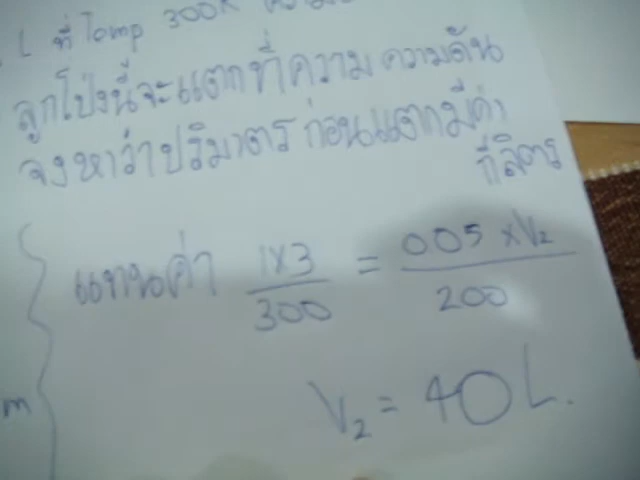 L ที่ Temp 300K
ลูกโป่งนี้จะแตกที่ความ ความดัน
จงหาว่าปริมาตร ก่อนแตกมีค่า
กี่ลิตร
แทนค่า 1x3/300 = 005 xV₂/200
m
V₂ = 40 L.